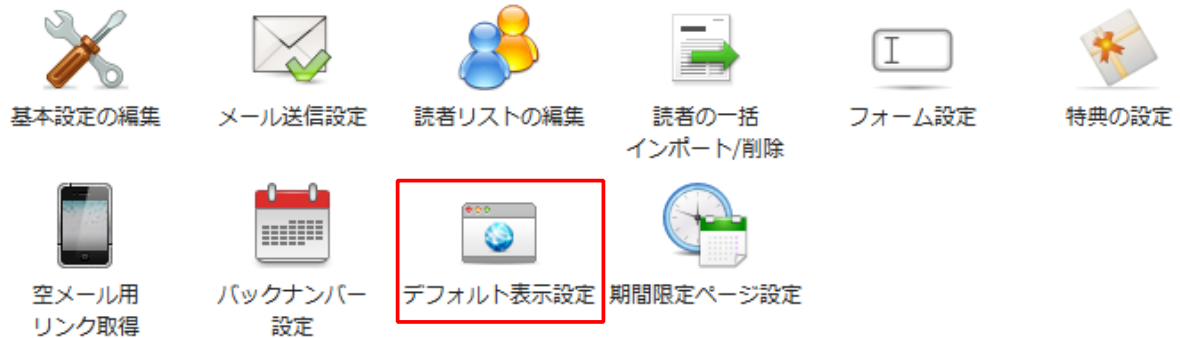 基本設定の編集
メール送信設定
読者リストの編集
読者の一括
インポート/削除
フォーム設定
特典の設定
空メール用
リンク取得
バックナンバー
設定
デフォルト表示設定
期間限定ページ設定